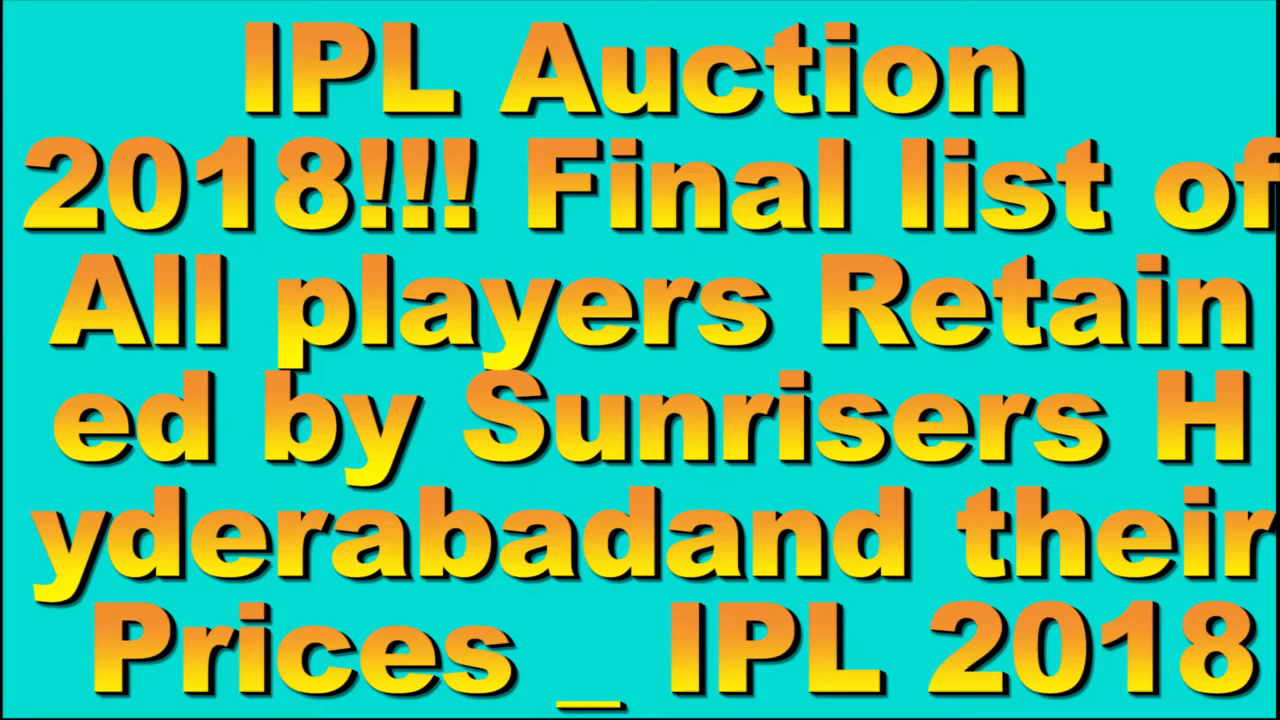 IPL Auction
2018!!! Final list of
All players Retain
ed by Sunrisers H
yderabadand their
Prices _ IPL 2018